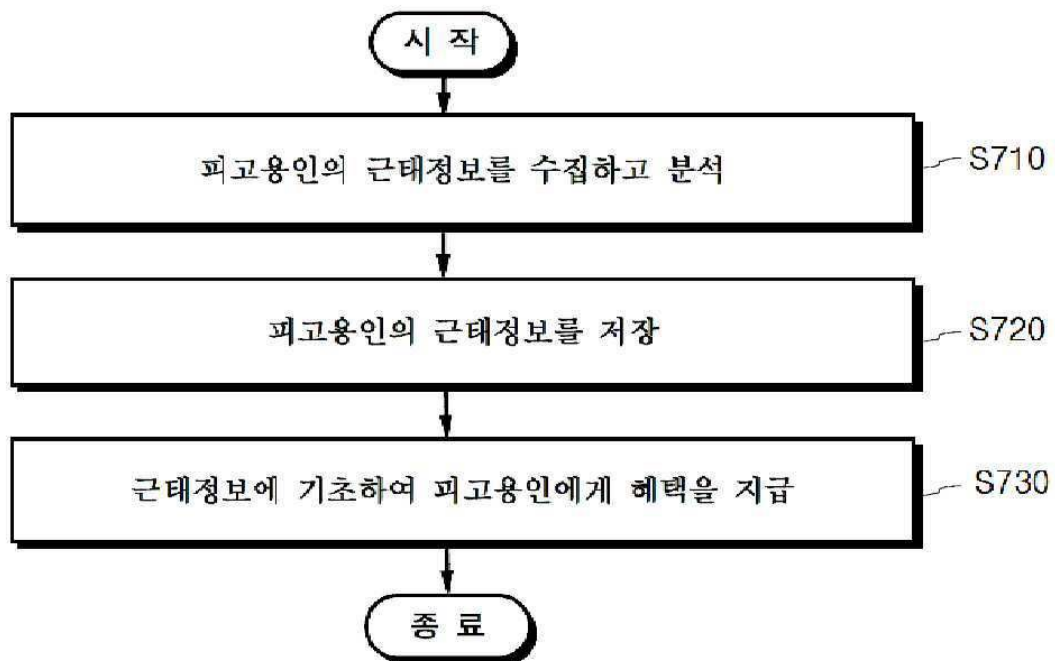 시 작
피고용인의 근태정보를 수집하고 분석
S710
피고용인의 근태정보를 저장
S720
근태정보에 기초하여 피고용인에게 혜택을 지급
S730
종 료